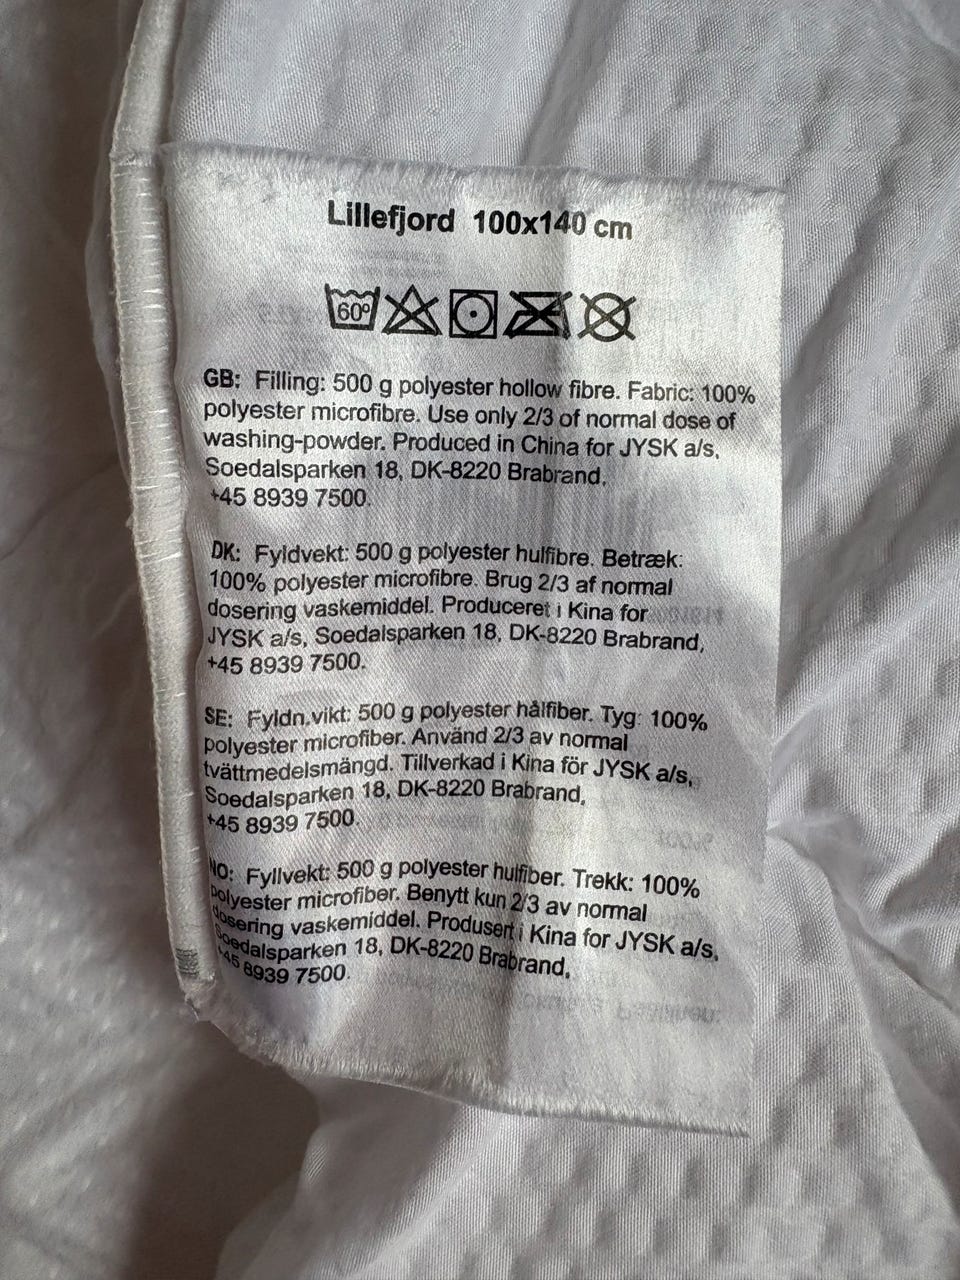 Lillefjord 100x140 cm
60°
GB: Filling: 500 g polyester hollow fibre. Fabric: 100%
polyester microfibre. Use only 2/3 of normal dose of
washing-powder. Produced in China for JYSK a/s,
Soedalsparken 18, DK-8220 Brabrand,
+45 8939 7500.
DK: Fyldvekt: 500 g polyester hulfibre. Betræk:
100% polyester microfibre. Brug 2/3 af normal
dosering vaskemiddel. Produceret i Kina for
JYSK a/s, Soedalsparken 18, DK-8220 Brabrand,
+45 8939 7500.
SE: Fyldn.vikt: 500 g polyester hålfiber. Tyg: 100%
polyester microfiber. Använd 2/3 av normal
tvättmedelsmängd. Tillverkad i Kina för JYSK a/s,
Soedalsparken 18, DK-8220 Brabrand,
+45 8939 7500.
NO: Fyllvekt: 500 g polyester hulfiber. Trekk: 100%
polyester microfiber. Benytt kun 2/3 av normal
dosering vaskemiddel. Produsert i Kina for JYSK a/s,
Soedalsparken 18, DK-8220 Brabrand,
+45 8939 7500.